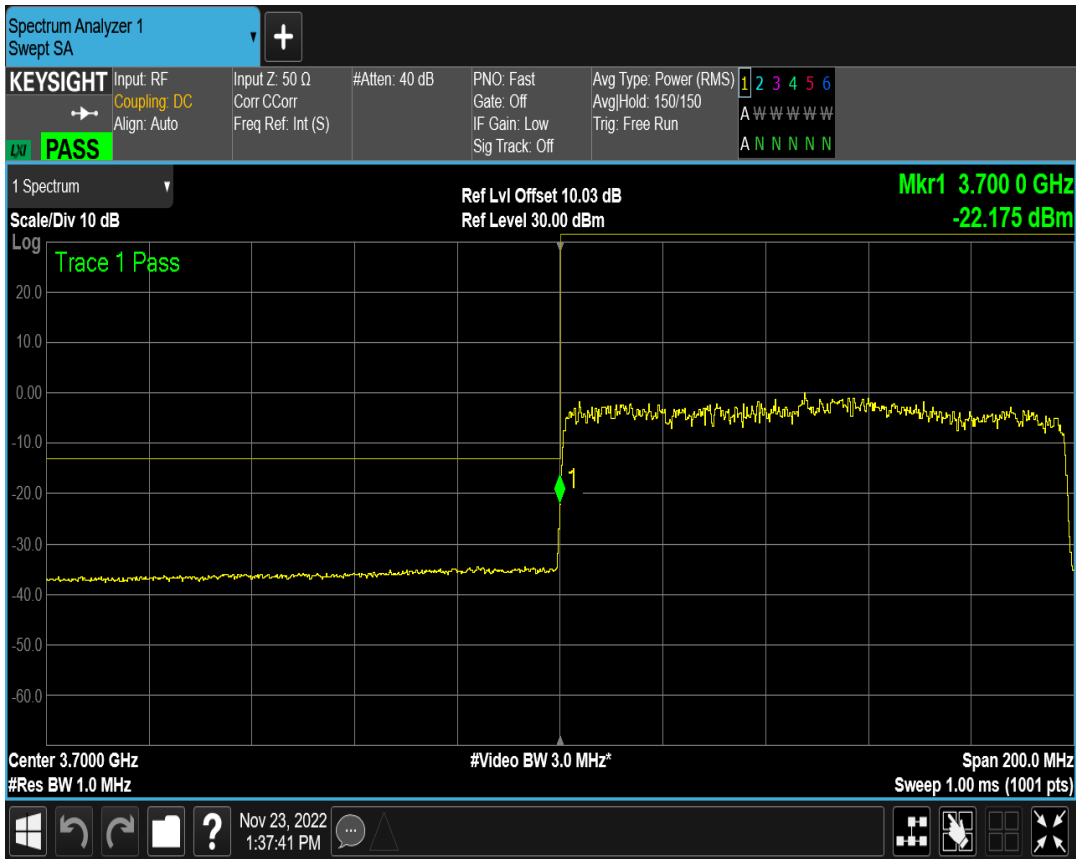 Spectrum Analyzer 1
Swept SA
+
KEYSIGHT
LXI PASS
Input: RF
Coupling: DC
Align: Auto
Input Z: 50 Ω
Corr CCorr
Freq Ref: Int (S)
#Atten: 40 dB
PNO: Fast
Gate: Off
IF Gain: Low
Sig Track: Off
Avg Type: Power (RMS)
Avg|Hold: 150/150
Trig: Free Run
1 2 3 4 5 6
A W W W W W
A N N N N N
1 Spectrum
Scale/Div 10 dB
Ref Lvl Offset 10.03 dB
Ref Level 30.00 dBm
Mkr1 3.700 0 GHz
-22.175 dBm
Log
Trace 1 Pass
20.0
10.0
0.00
-10.0
1
-20.0
-30.0
-40.0
-50.0
-60.0
Center 3.7000 GHz
#Res BW 1.0 MHz
#Video BW 3.0 MHz*
Span 200.0 MHz
Sweep 1.00 ms (1001 pts)
?
Nov 23, 2022
1:37:41 PM